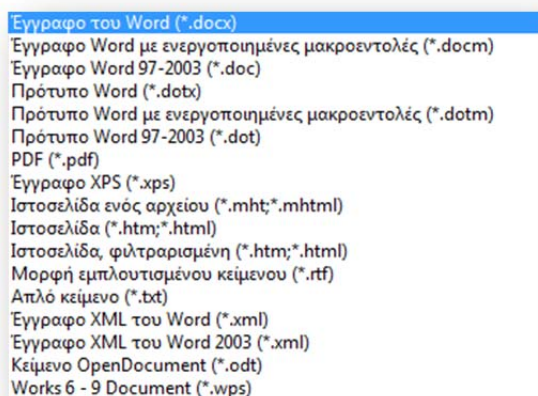 Έγγραφο του Word (*.docx)
Έγγραφο Word με ενεργοποιημένες μακροεντολές (*.docm)
Έγγραφο Word 97-2003 (*.doc)
Πρότυπο Word (*.dotx)
Πρότυπο Word με ενεργοποιημένες μακροεντολές (*.dotm)
Πρότυπο Word 97-2003 (*.dot)
PDF (*.pdf)
Έγγραφο XPS (*.xps)
Ιστοσελίδα ενός αρχείου (*.mht;*.mhtml)
Ιστοσελίδα (*.htm;*.html)
Ιστοσελίδα, φιλτραρισμένη (*.htm;*.html)
Μορφή εμπλουτισμένου κείμενου (*.rtf)
Απλό κείμενο (*.txt)
Έγγραφο XML του Word (*.xml)
Έγγραφο XML του Word 2003 (*.xml)
Κείμενο OpenDocument (*.odt)
Works 6 - 9 Document (*.wps)